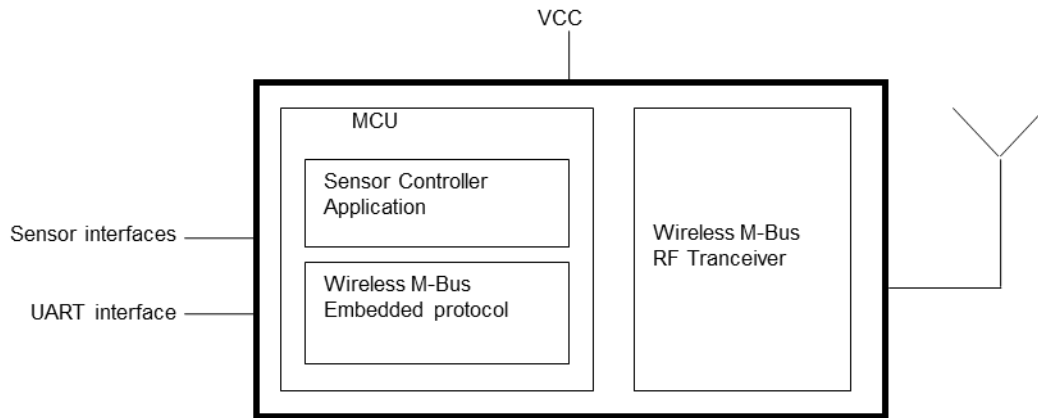 VCC
MCU
Sensor Controller
Application
Sensor interfaces
Wireless M-Bus
Embedded protocol
UART interface
Wireless M-Bus
RF Tranceiver